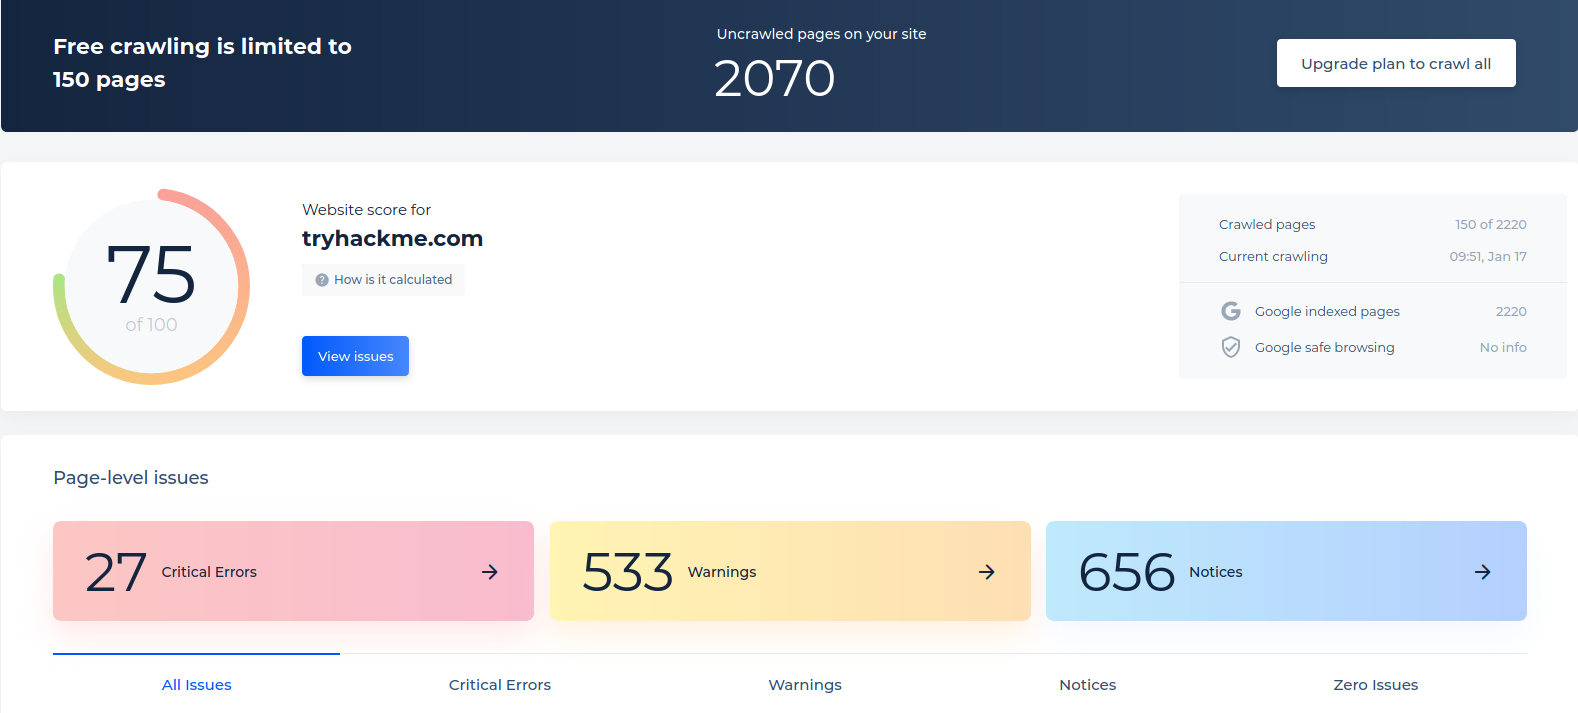 Free crawling is limited to
150 pages
Uncrawled pages on your site
2070
Upgrade plan to crawl all
75
of 100
Website score for
tryhackme.com
? How is it calculated
View issues
Crawled pages 150 of 2220
Current crawling 09:51, Jan 17
G Google indexed pages 2220
Google safe browsing No info
Page-level issues
27 Critical Errors
533 Warnings
656 Notices
All Issues Critical Errors Warnings Notices Zero Issues